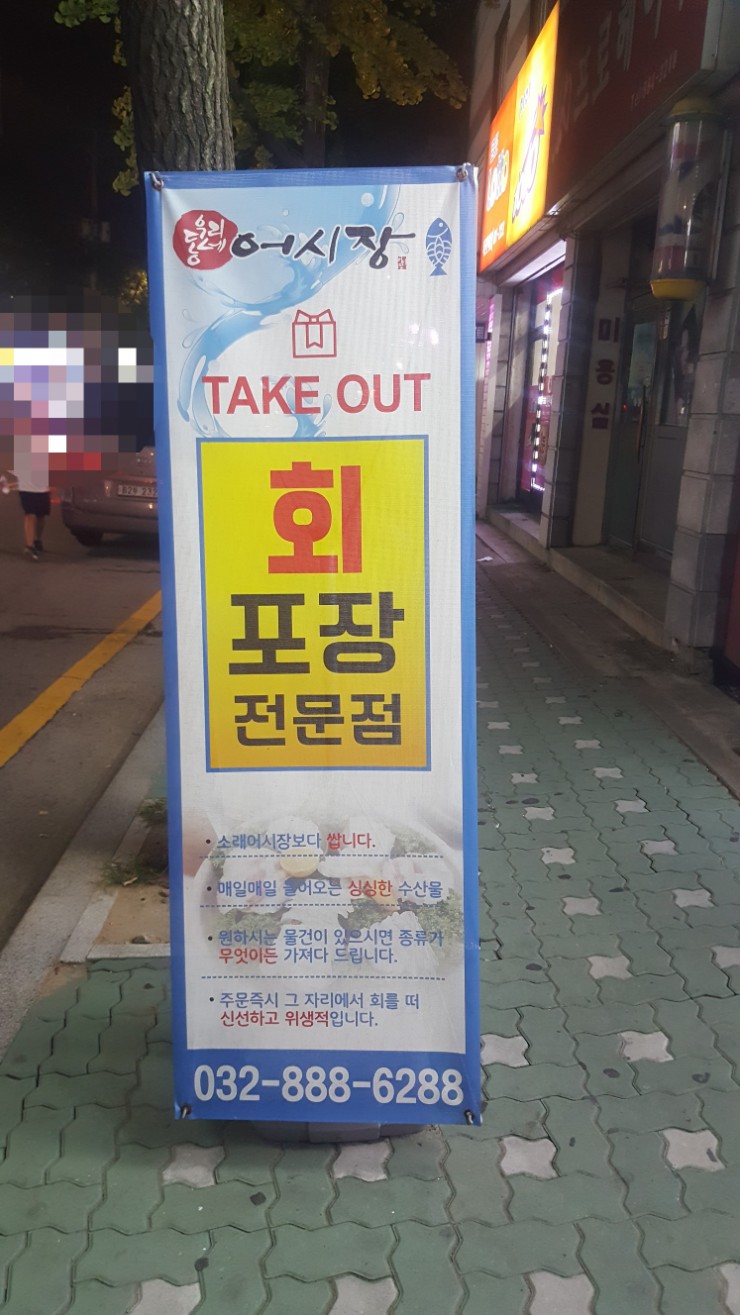 우리
동네
어시장
TAKE OUT
회
포장
전문점
• 소래어시장보다 쌉니다.
• 매일매일 들어오는 싱싱한 수산물
• 원하시는 물건이 있으시면 종류가
무엇이든 가져다 드립니다.
• 주문즉시 그 자리에서 회를 떠
신선하고 위생적입니다.
032-888-6288
미용실